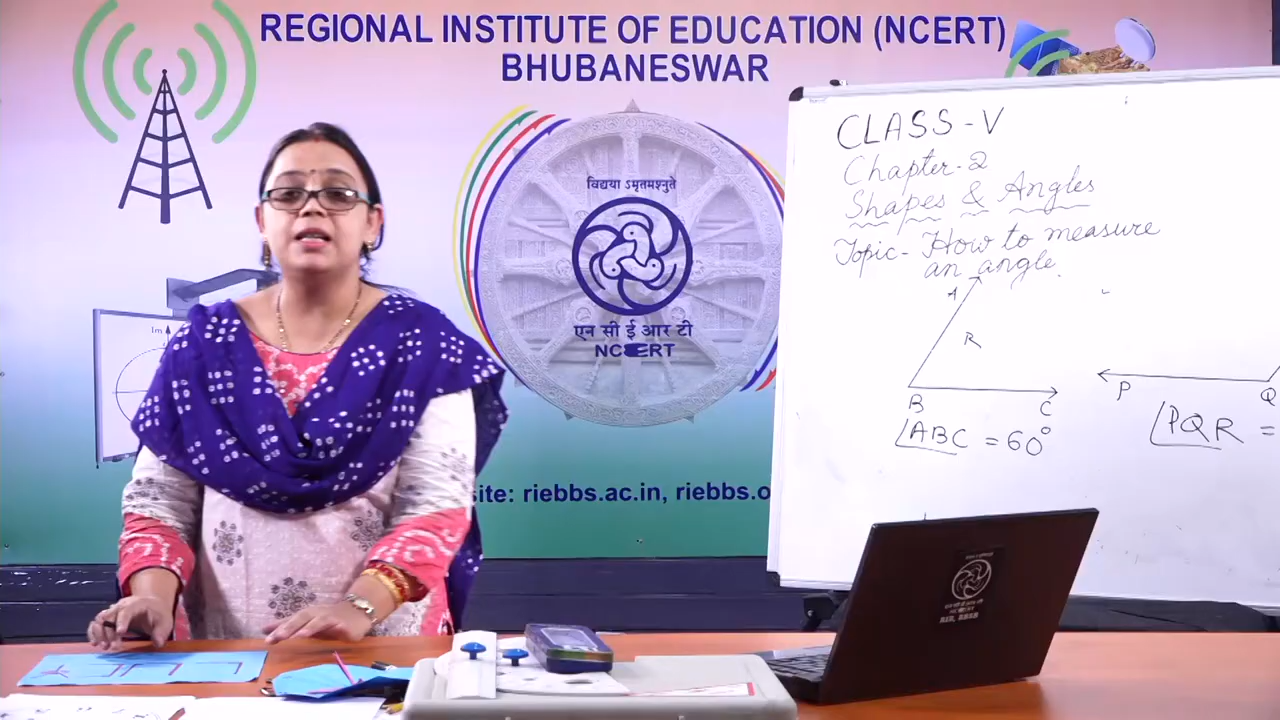 REGIONAL INSTITUTE OF EDUCATION (NCERT)
BHUBANESWAR
विद्यया ऽमृतमश्नुते
एन सी ई आर टी
NCERT
site: riebbs.ac.in, riebbs.o
Im
CLASS-V
Chapter-2
Shapes & Angles
Topic- How to measure
an angle.
A
R
B C
∠ABC = 60°
P Q
∠PQR =